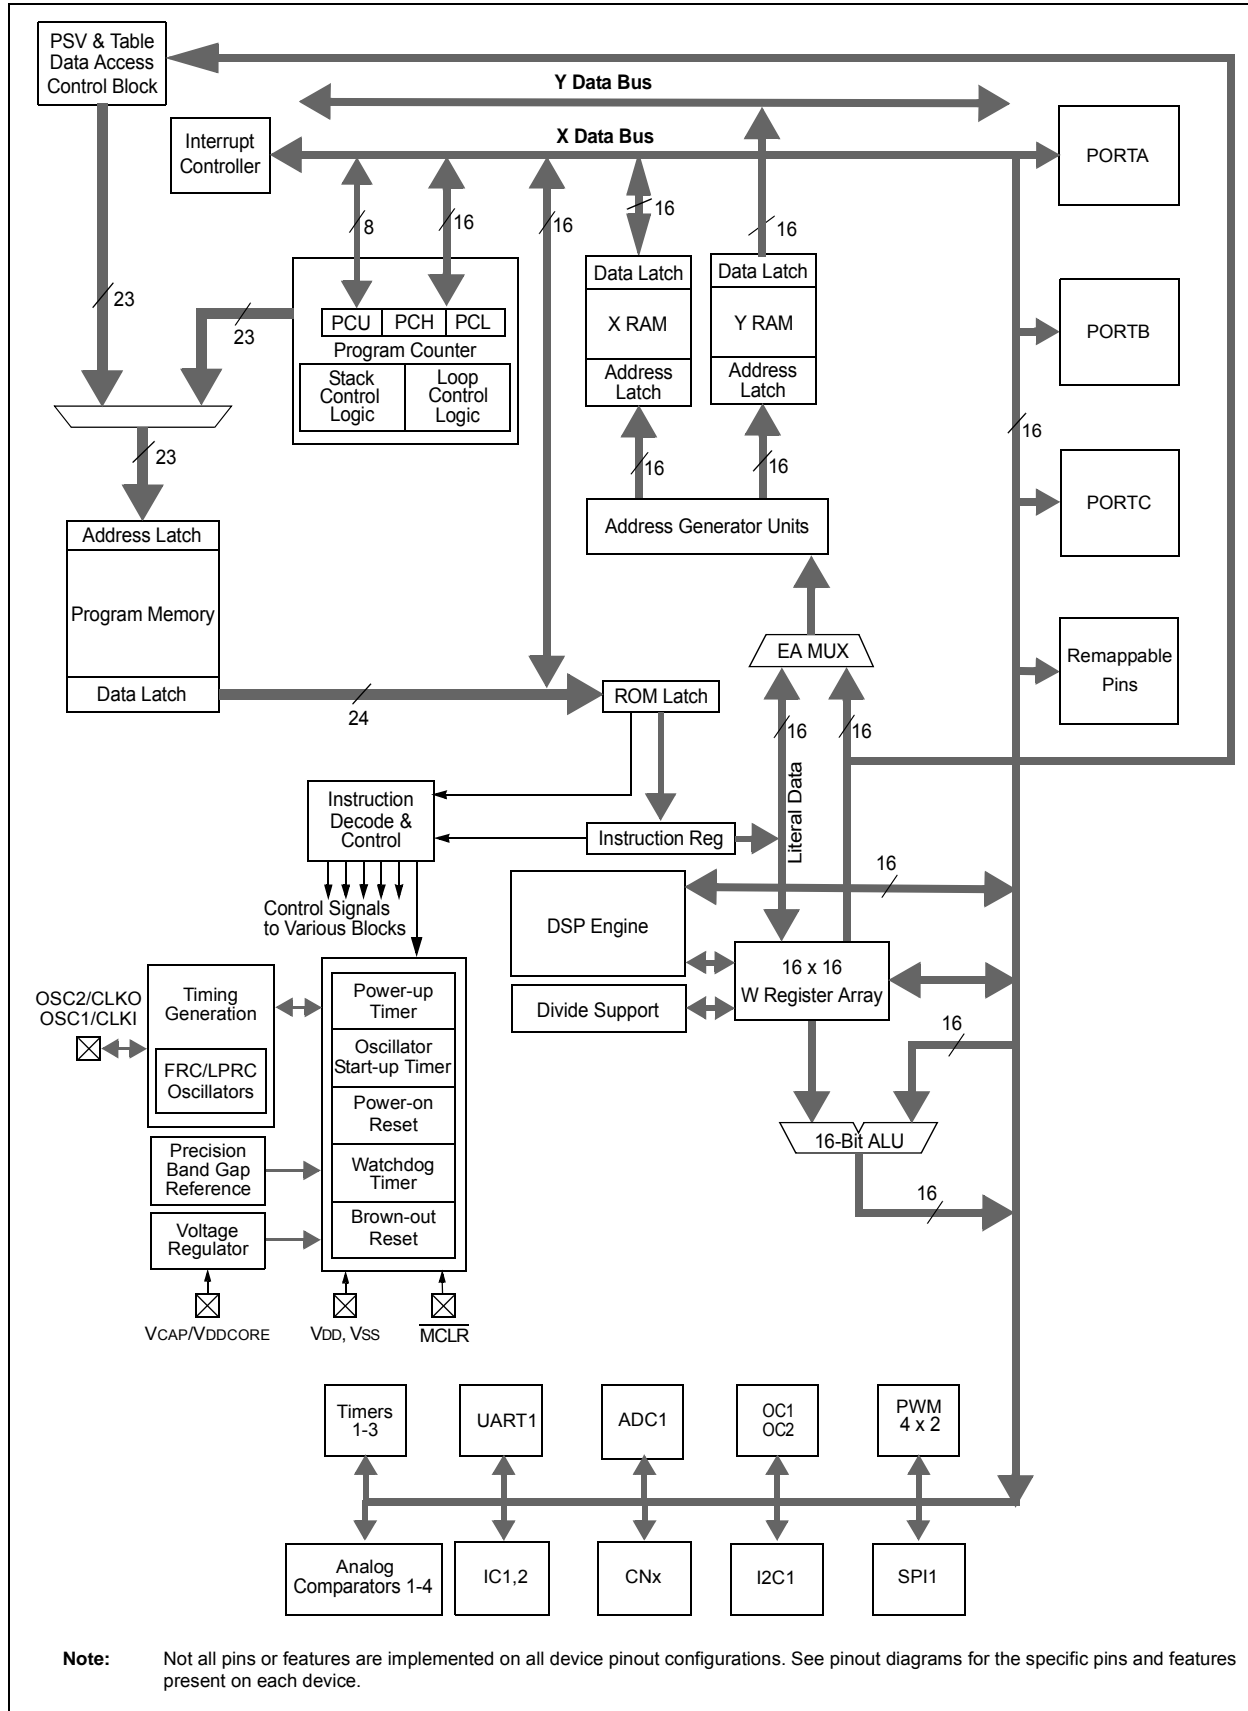 PSV & Table
Data Access
Control Block
Y Data Bus
X Data Bus
Interrupt
Controller
PORTA
8
16
16
16
16
Data Latch
Data Latch
23
23
PCU
PCH
PCL
X RAM
Y RAM
PORTB
Program Counter
Stack
Control
Logic
Loop
Control
Logic
Address
Latch
Address
Latch
16
23
16
16
PORTC
Address Generator Units
Address Latch
Program Memory
EA MUX
Remappable
Pins
Data Latch
24
ROM Latch
16
16
Literal Data
Instruction
Decode &
Control
Instruction Reg
16
Control Signals
to Various Blocks
DSP Engine
16 x 16
W Register Array
Divide Support
OSC2/CLKO
OSC1/CLKI
Timing
Generation
FRC/LPRC
Oscillators
Power-up
Timer
Oscillator
Start-up Timer
Power-on
Reset
Watchdog
Timer
Brown-out
Reset
16
16-Bit ALU
16
Precision
Band Gap
Reference
Voltage
Regulator
VCAP/VDDCORE
VDD, VSS
MCLR
Timers
1-3
UART1
ADC1
OC1
OC2
PWM
4 x 2
Analog
Comparators 1-4
IC1,2
CNx
I2C1
SPI1
Note: Not all pins or features are implemented on all device pinout configurations. See pinout diagrams for the specific pins and features
present on each device.